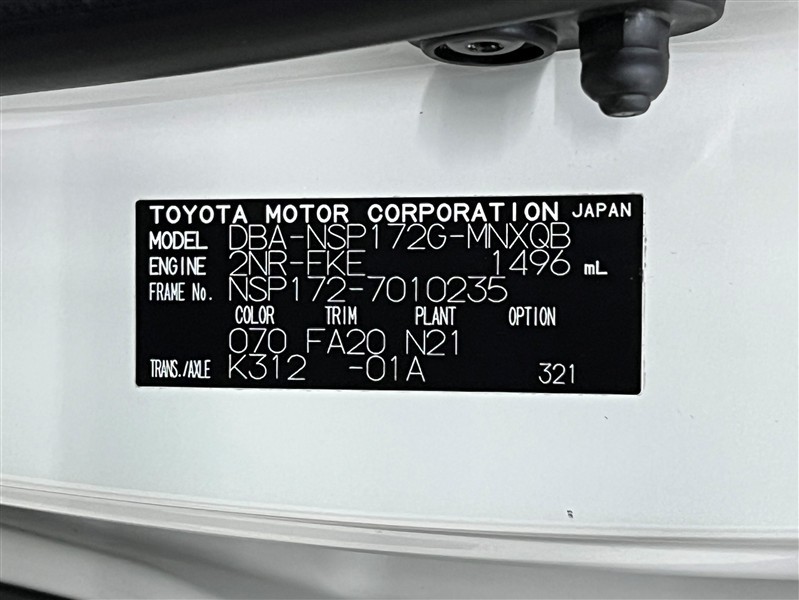 TOYOTA MOTOR CORPORATION JAPAN
MODEL DBA-NSP172G-MNXQB
ENGINE 2NR-FKE 1496 mL
FRAME No. NSP172-7010235
COLOR TRIM PLANT OPTION
070 FA20 N21
TRANS./AXLE K312 -01A 321